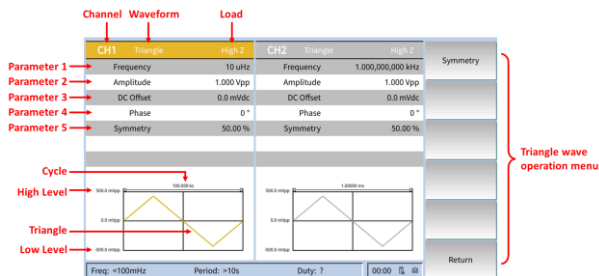 Channel Waveform Load
CH1 Triangle High Z CH2 Triangle High Z
Symmetry
Parameter 1 Frequency 10 uHz Frequency 1.000,000,000 kHz
Parameter 2 Amplitude 1.000 Vpp Amplitude 1.000 Vpp
Parameter 3 DC Offset 0.0 mVdc DC Offset 0.0 mVdc
Parameter 4 Phase 0 ° Phase 0 °
Parameter 5 Symmetry 50.00 % Symmetry 50.00 %
Triangle wave
operation menu
Cycle 100.000 ks 1.00000 ms
High Level 500.0 mVpp 500.0 mVpp
Triangle 0.0 mVpp 0.0 mVpp
Low Level -500.0 mVpp -500.0 mVpp
Return
Freq: <100mHz Period: >10s Duty: ? 00:00